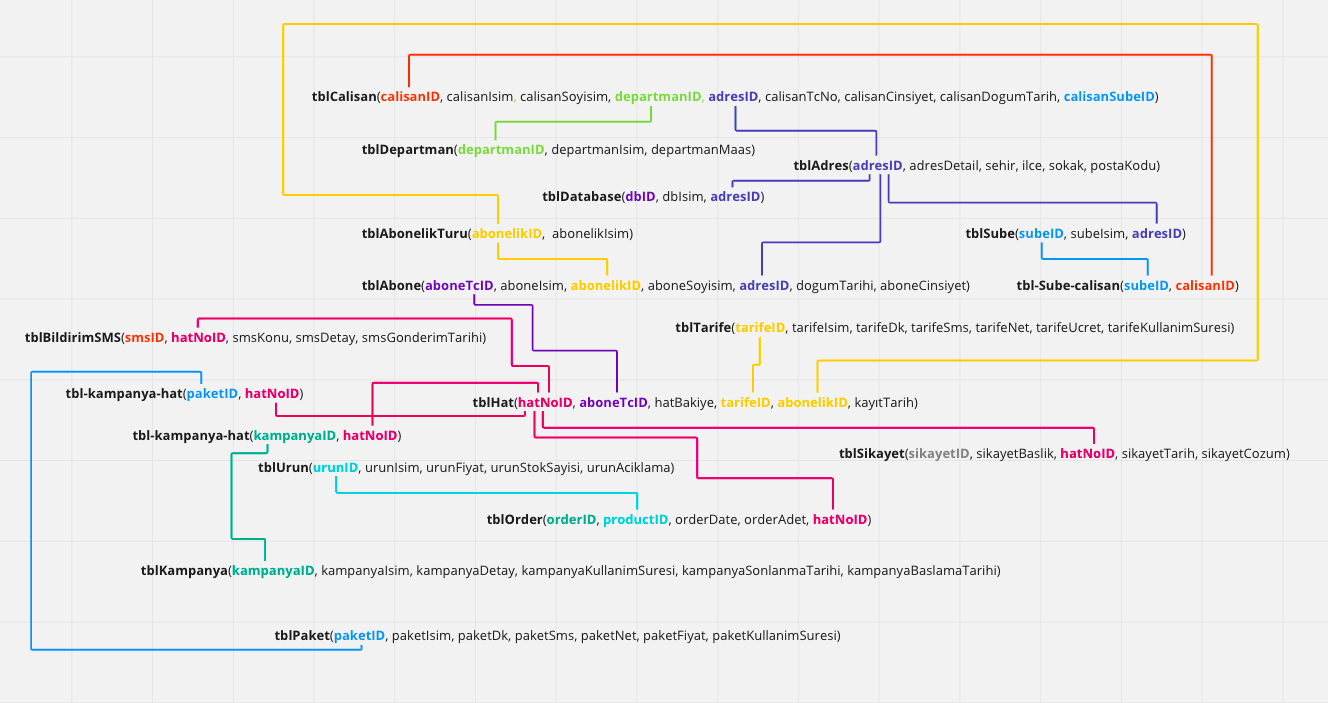 tblCalisan(calisanID, calisanIsim, calisanSoyisim, departmanID, adresID, calisanTcNo, calisanCinsiyet, calisanDogumTarih, calisanSubeID)
tblDepartman(departmanID, departmanIsim, departmanMaas)
tblAdres(adresID, adresDetail, sehir, ilce, sokak, postaKodu)
tblDatabase(dbID, dbIsim, adresID)
tblAbonelikTuru(abonelikID, abonelikIsim)
tblSube(subeID, subeIsim, adresID)
tblAbone(aboneTcID, aboneIsim, abonelikID, aboneSoyisim, adresID, dogumTarihi, aboneCinsiyet)
tbl-Sube-calisan(subeID, calisanID)
tblTarife(tarifeID, tarifeIsim, tarifeDk, tarifeSms, tarifeNet, tarifeUcret, tarifeKullanimSuresi)
tblBildirimSMS(smsID, hatNoID, smsKonu, smsDetay, smsGonderimTarihi)
tbl-kampanya-hat(paketID, hatNoID)
tblHat(hatNoID, aboneTcID, hatBakiye, tarifeID, abonelikID, kayıtTarih)
tbl-kampanya-hat(kampanyaID, hatNoID)
tblSikayet(sikayetID, sikayetBaslik, hatNoID, sikayetTarih, sikayetCozum)
tblUrun(urunID, urunIsim, urunFiyat, urunStokSayisi, urunAciklama)
tblOrder(orderID, productID, orderDate, orderAdet, hatNoID)
tblKampanya(kampanyaID, kampanyaIsim, kampanyaDetay, kampanyaKullanimSuresi, kampanyaSonlanmaTarihi, kampanyaBaslamaTarihi)
tblPaket(paketID, paketIsim, paketDk, paketSms, paketNet, paketFiyat, paketKullanimSuresi)